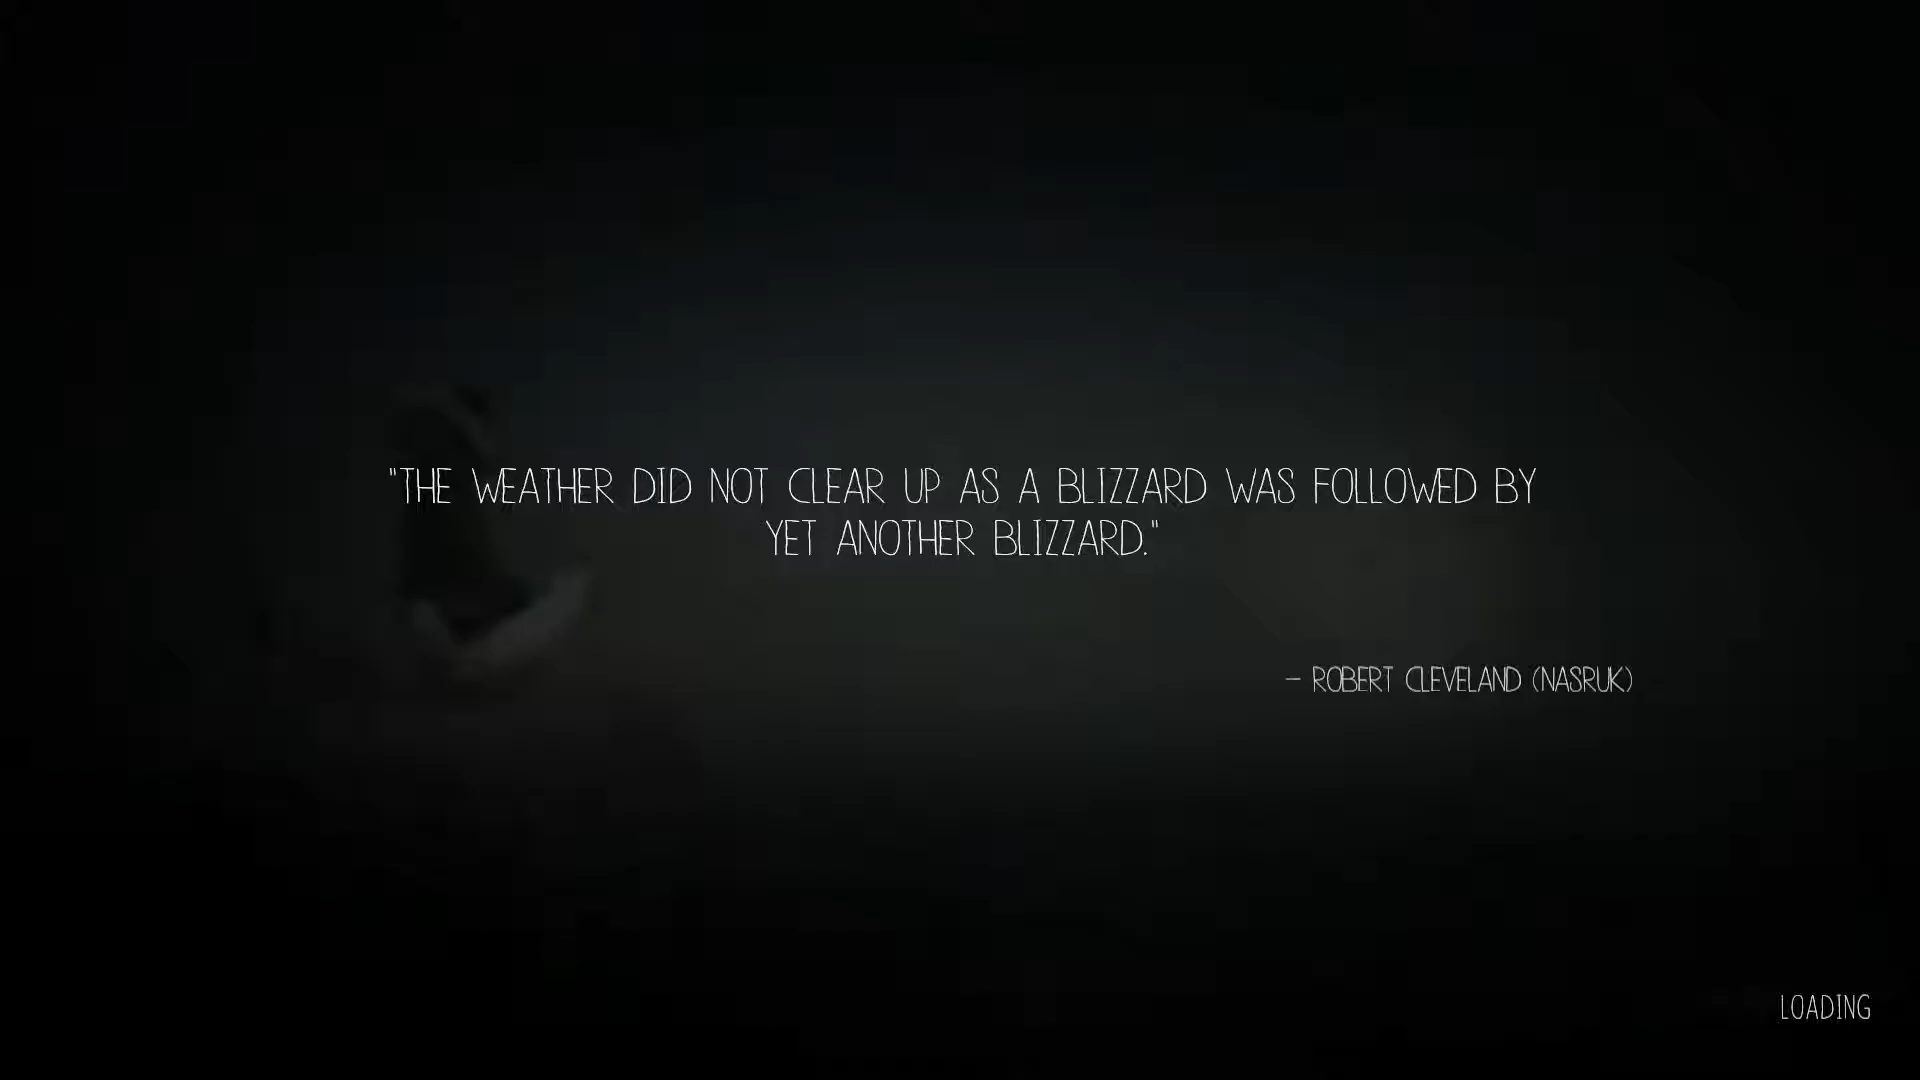 "THE WEATHER DID NOT CLEAR UP AS A BLIZZARD WAS FOLLOWED BY
YET ANOTHER BLIZZARD."
- ROBERT CLEVELAND (NASRUK)
LOADING